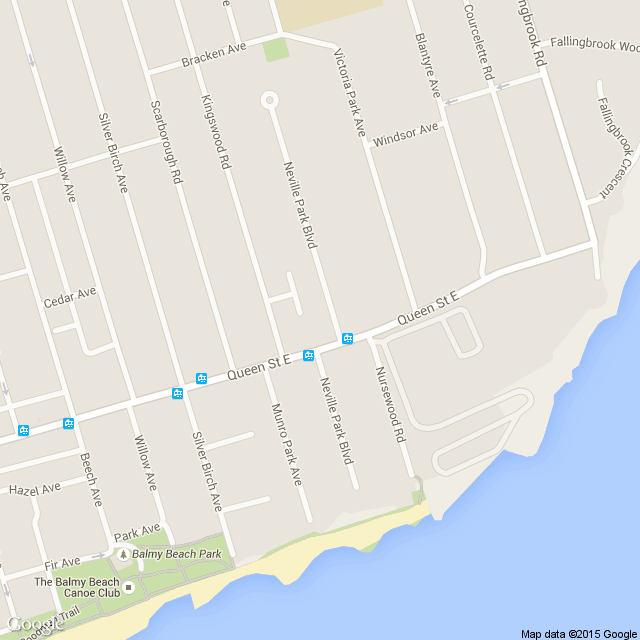 Fallingbrook Woo
Courcelette Rd
ngbrook Rd
Blantyre Ave
Bracken Ave
Victoria Park Ave
Fallingbrook Crescent
Windsor Ave
Kingswood Rd
Scarborough Rd
Silver Birch Ave
Willow Ave
Neville Park Blvd
Ave
Cedar Ave
Queen St E
Queen St E
Nursewood Rd
Neville Park Blvd
Munro Park Ave
Silver Birch Ave
Willow Ave
Beech Ave
Hazel Ave
Park Ave
Balmy Beach Park
Fir Ave
The Balmy Beach
Canoe Club
Trail
Google
Map data ©2015 Google